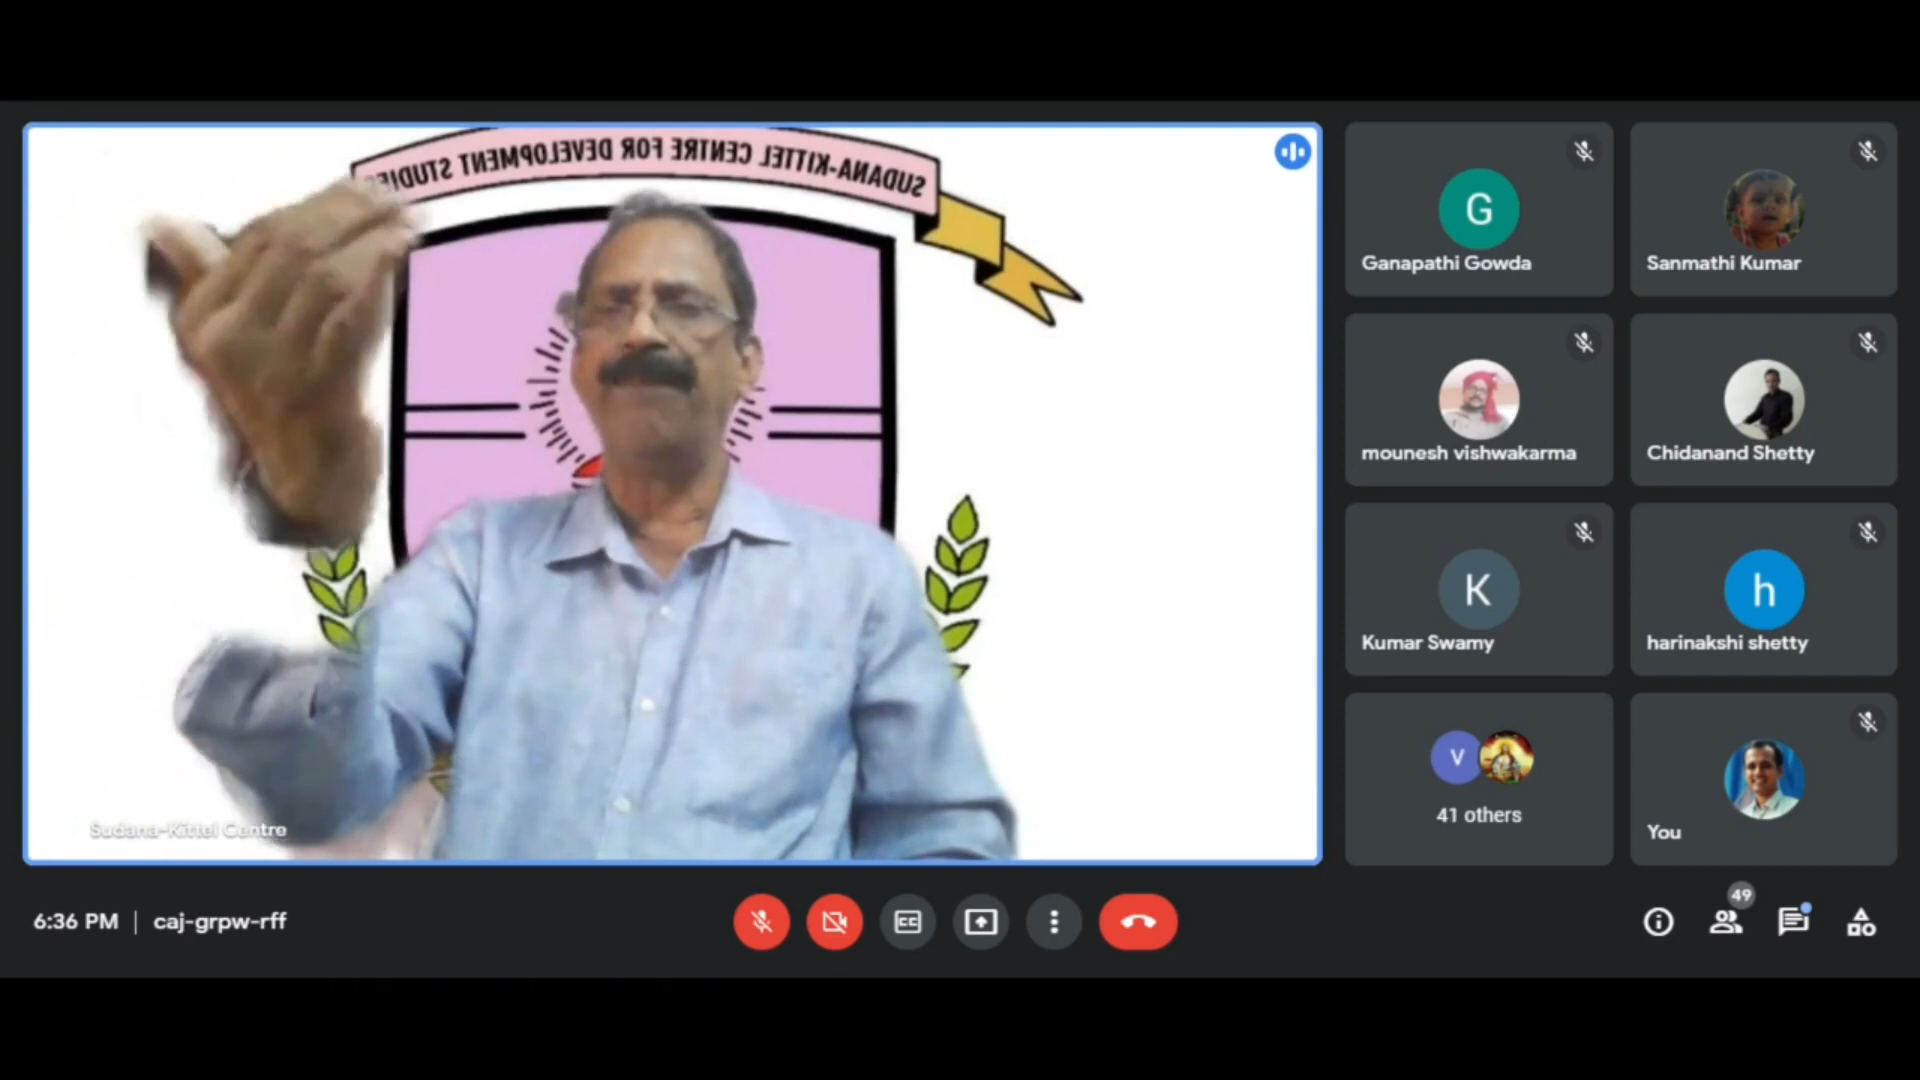 SUDANA-KITTEL CENTRE FOR DEVELOPMENT STUDIES
Sudana-Kittel Centre
G
Ganapathi Gowda
Sanmathi Kumar
mounesh vishwakarma
Chidanand Shetty
K
Kumar Swamy
h
harinakshi shetty
V
41 others
You
6:36 PM | caj-grpw-rff
CC
49